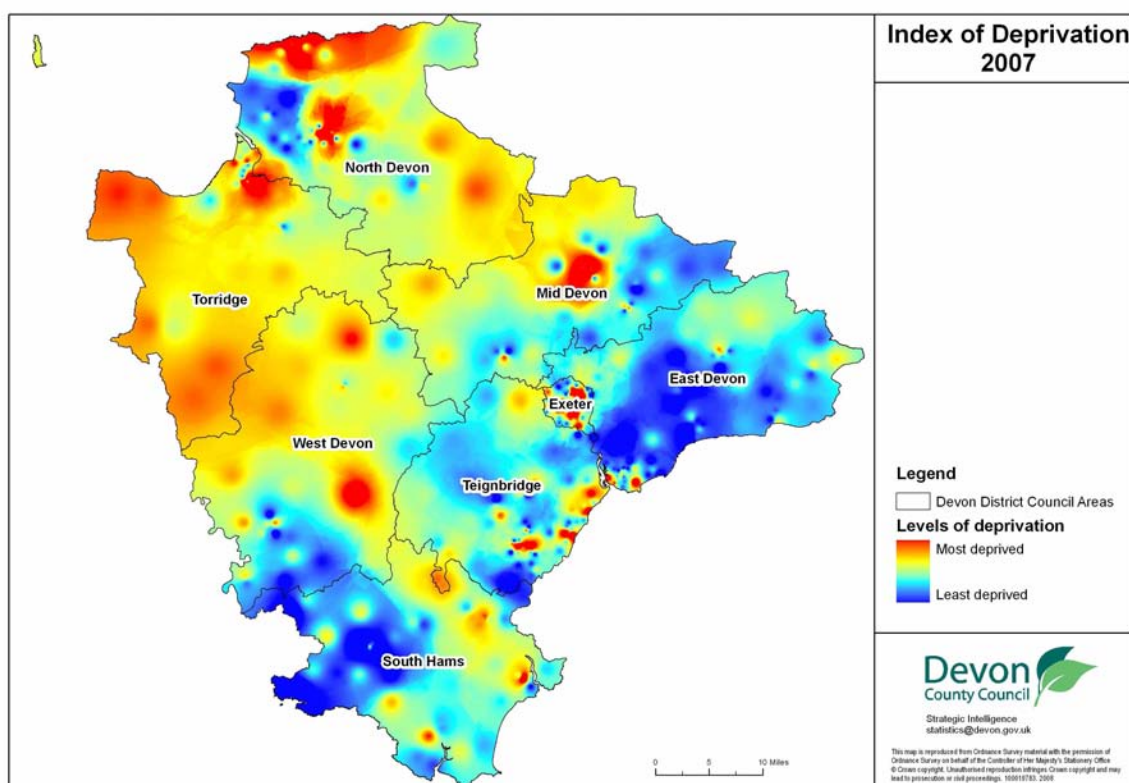 Index of Deprivation
2007
North Devon
Torridge
Mid Devon
East Devon
Exeter
West Devon
Teignbridge
South Hams
0
10 Miles
Legend
Devon District Council Areas
Levels of deprivation
Most deprived
Least deprived
Devon
County Council
Strategic Intelligence
statistics@devon.gov.uk
This map is reproduced from Ordnance Survey material with the permission of
Ordnance Survey on behalf of the Controller of Her Majesty's Stationery Office
© Crown copyright. Unauthorised reproduction infringes Crown copyright and may
lead to prosecution or civil proceedings. 100019783. 2008